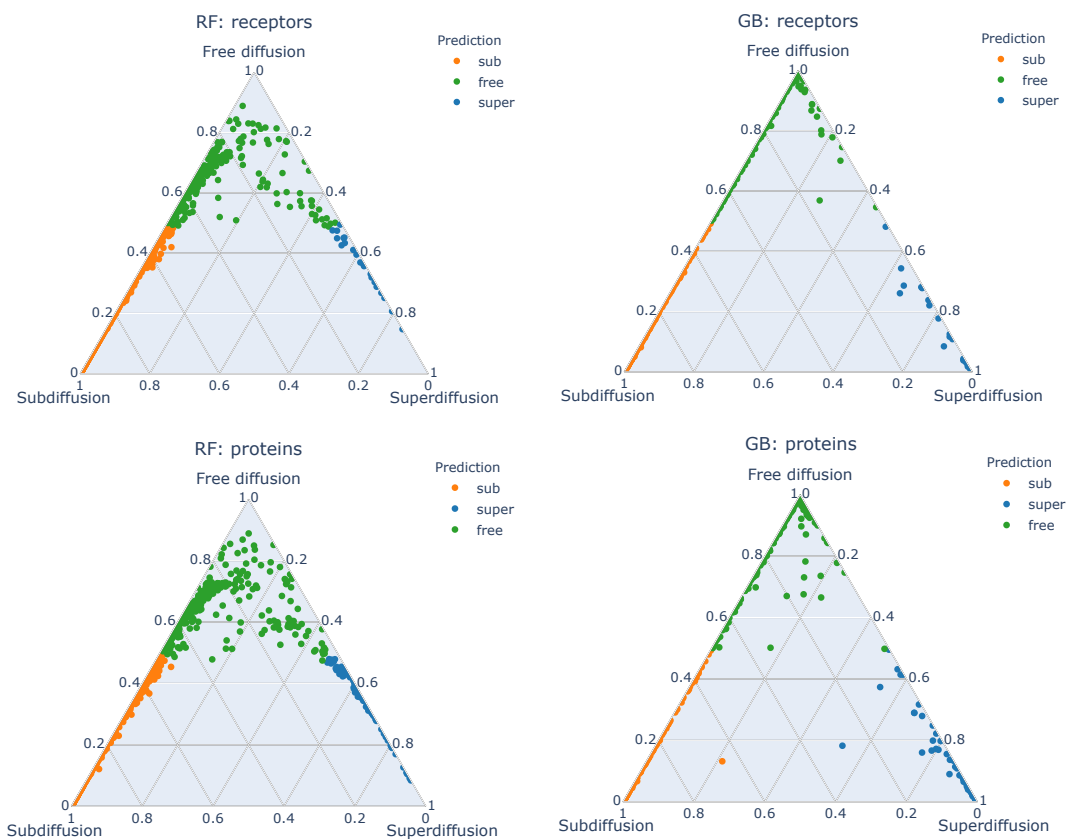 RF: receptors
Prediction
sub
free
super
Free diffusion
1.0
0.8
0.2
0.6
0.4
0.4
0.6
0.2
0.8
0
1
1
0.8
0.6
0.4
0.2
0
Subdiffusion
Superdiffusion
GB: receptors
Prediction
sub
free
super
Free diffusion
1.0
0.8
0.2
0.6
0.4
0.4
0.6
0.2
0.8
0
1
1
0.8
0.6
0.4
0.2
0
Subdiffusion
Superdiffusion
RF: proteins
Prediction
sub
super
free
Free diffusion
1.0
0.8
0.2
0.6
0.4
0.4
0.6
0.2
0.8
0
1
1
0.8
0.6
0.4
0.2
0
Subdiffusion
Superdiffusion
GB: proteins
Prediction
sub
super
free
Free diffusion
1.0
0.8
0.2
0.6
0.4
0.4
0.6
0.2
0.8
0
1
1
0.8
0.6
0.4
0.2
0
Subdiffusion
Superdiffusion